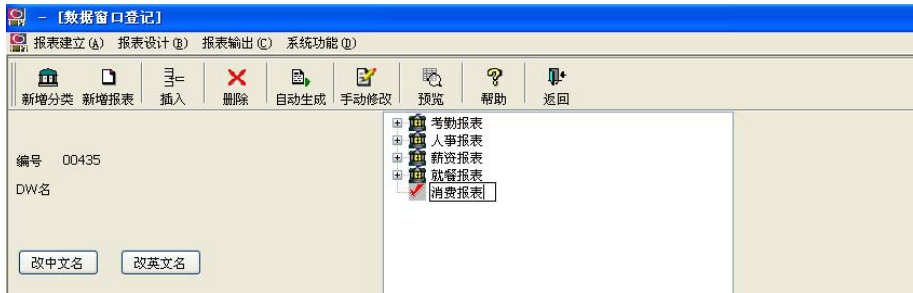 - [数据窗口登记]
报表建立(A) 报表设计(B) 报表输出(C) 系统功能(D)
新增分类 新增报表 插入 删除 自动生成 手动修改 预览 帮助 返回
考勤报表
人事报表
编号 00435
薪资报表
DW名
就餐报表
消费报表
改中文名 改英文名